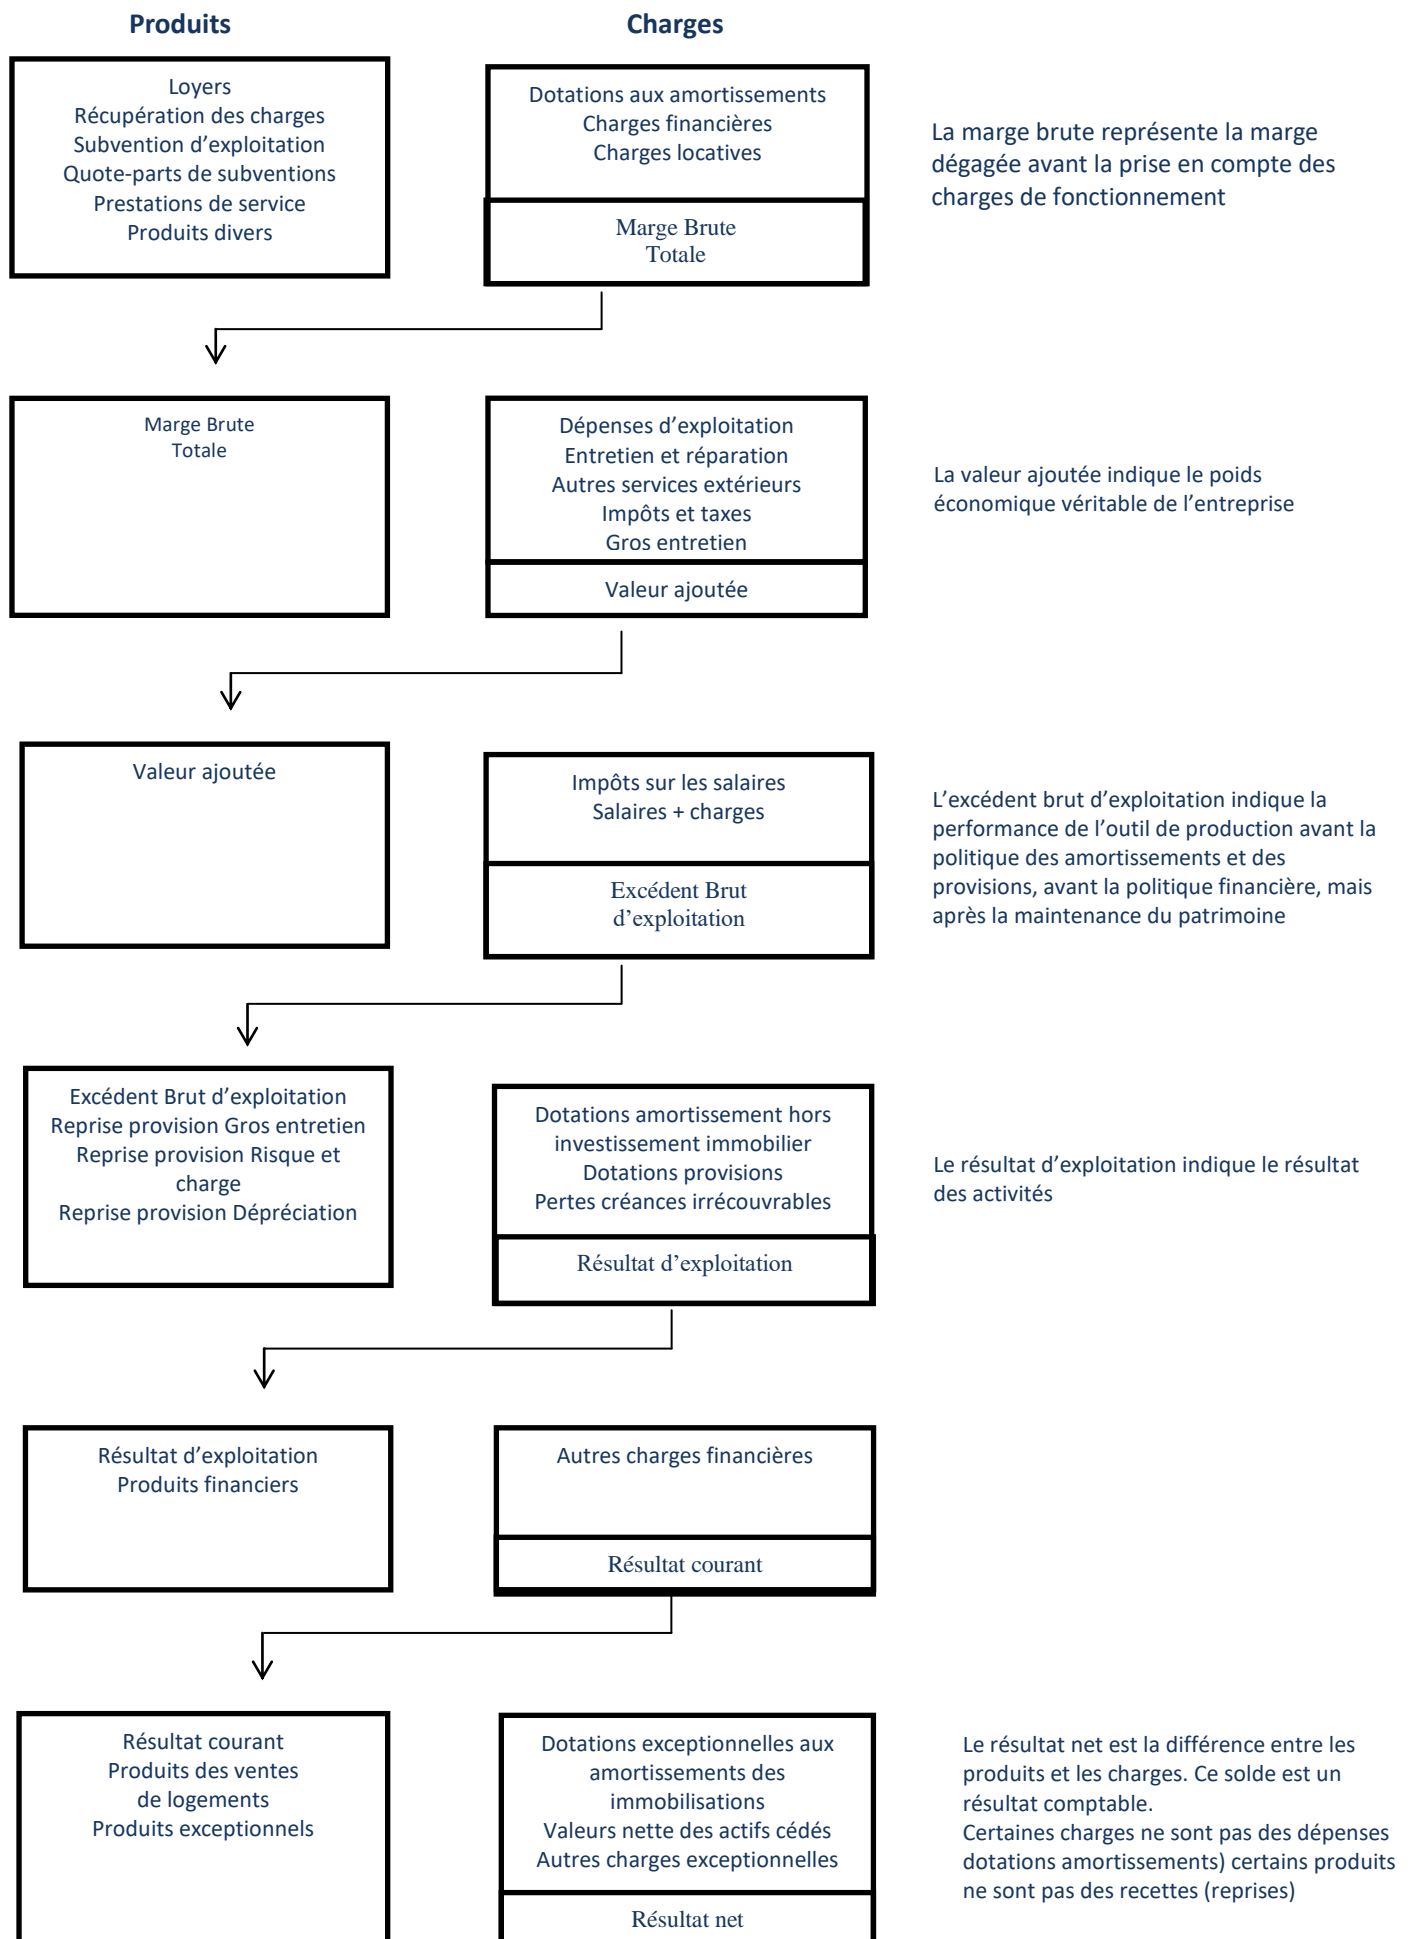 Produits
Charges
Loyers
Récupération des charges
Subvention d’exploitation
Quote-parts de subventions
Prestations de service
Produits divers
Dotations aux amortissements
Charges financières
Charges locatives
Marge Brute
Totale
La marge brute représente la marge
dégagée avant la prise en compte des
charges de fonctionnement
Marge Brute
Totale
Dépenses d’exploitation
Entretien et réparation
Autres services extérieurs
Impôts et taxes
Gros entretien
Valeur ajoutée
La valeur ajoutée indique le poids
économique véritable de l’entreprise
Valeur ajoutée
Impôts sur les salaires
Salaires + charges
Excédent Brut
d’exploitation
L’excédent brut d’exploitation indique la
performance de l’outil de production avant la
politique des amortissements et des
provisions, avant la politique financière, mais
après la maintenance du patrimoine
Excédent Brut d’exploitation
Reprise provision Gros entretien
Reprise provision Risque et
charge
Reprise provision Dépréciation
Dotations amortissement hors
investissement immobilier
Dotations provisions
Pertes créances irrécouvrables
Résultat d’exploitation
Le résultat d’exploitation indique le résultat
des activités
Résultat d’exploitation
Produits financiers
Autres charges financières
Résultat courant
Résultat courant
Produits des ventes
de logements
Produits exceptionnels
Dotations exceptionnelles aux
amortissements des
immobilisations
Valeurs nette des actifs cédés
Autres charges exceptionnelles
Résultat net
Le résultat net est la différence entre les
produits et les charges. Ce solde est un
résultat comptable.
Certaines charges ne sont pas des dépenses
dotations amortissements) certains produits
ne sont pas des recettes (reprises)